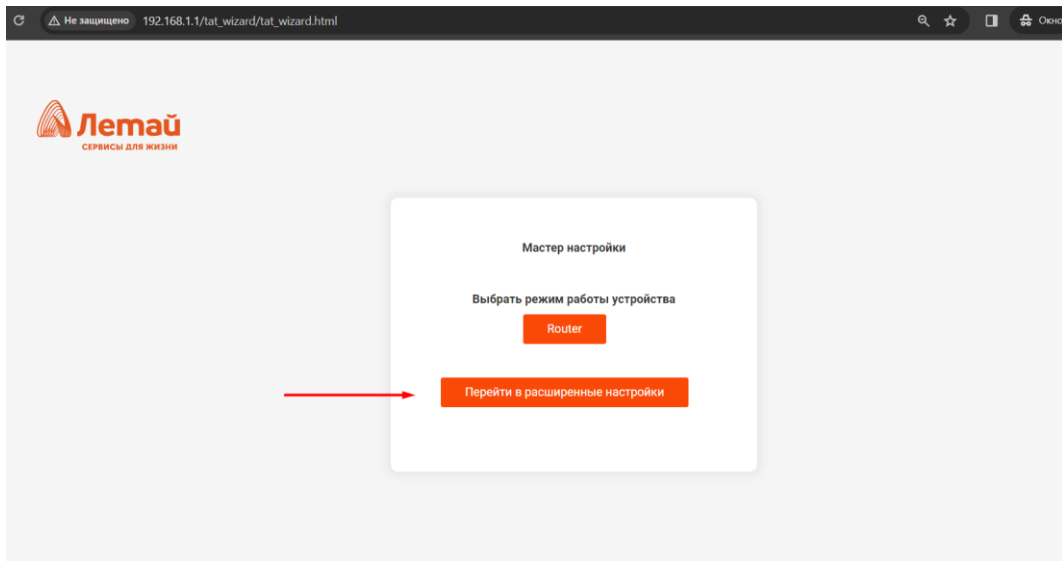 Не защищено 192.168.1.1/tat_wizard/tat_wizard.html
Летай
СЕРВИСЫ ДЛЯ ЖИЗНИ
Мастер настройки
Выбрать режим работы устройства
Router
Перейти в расширенные настройки